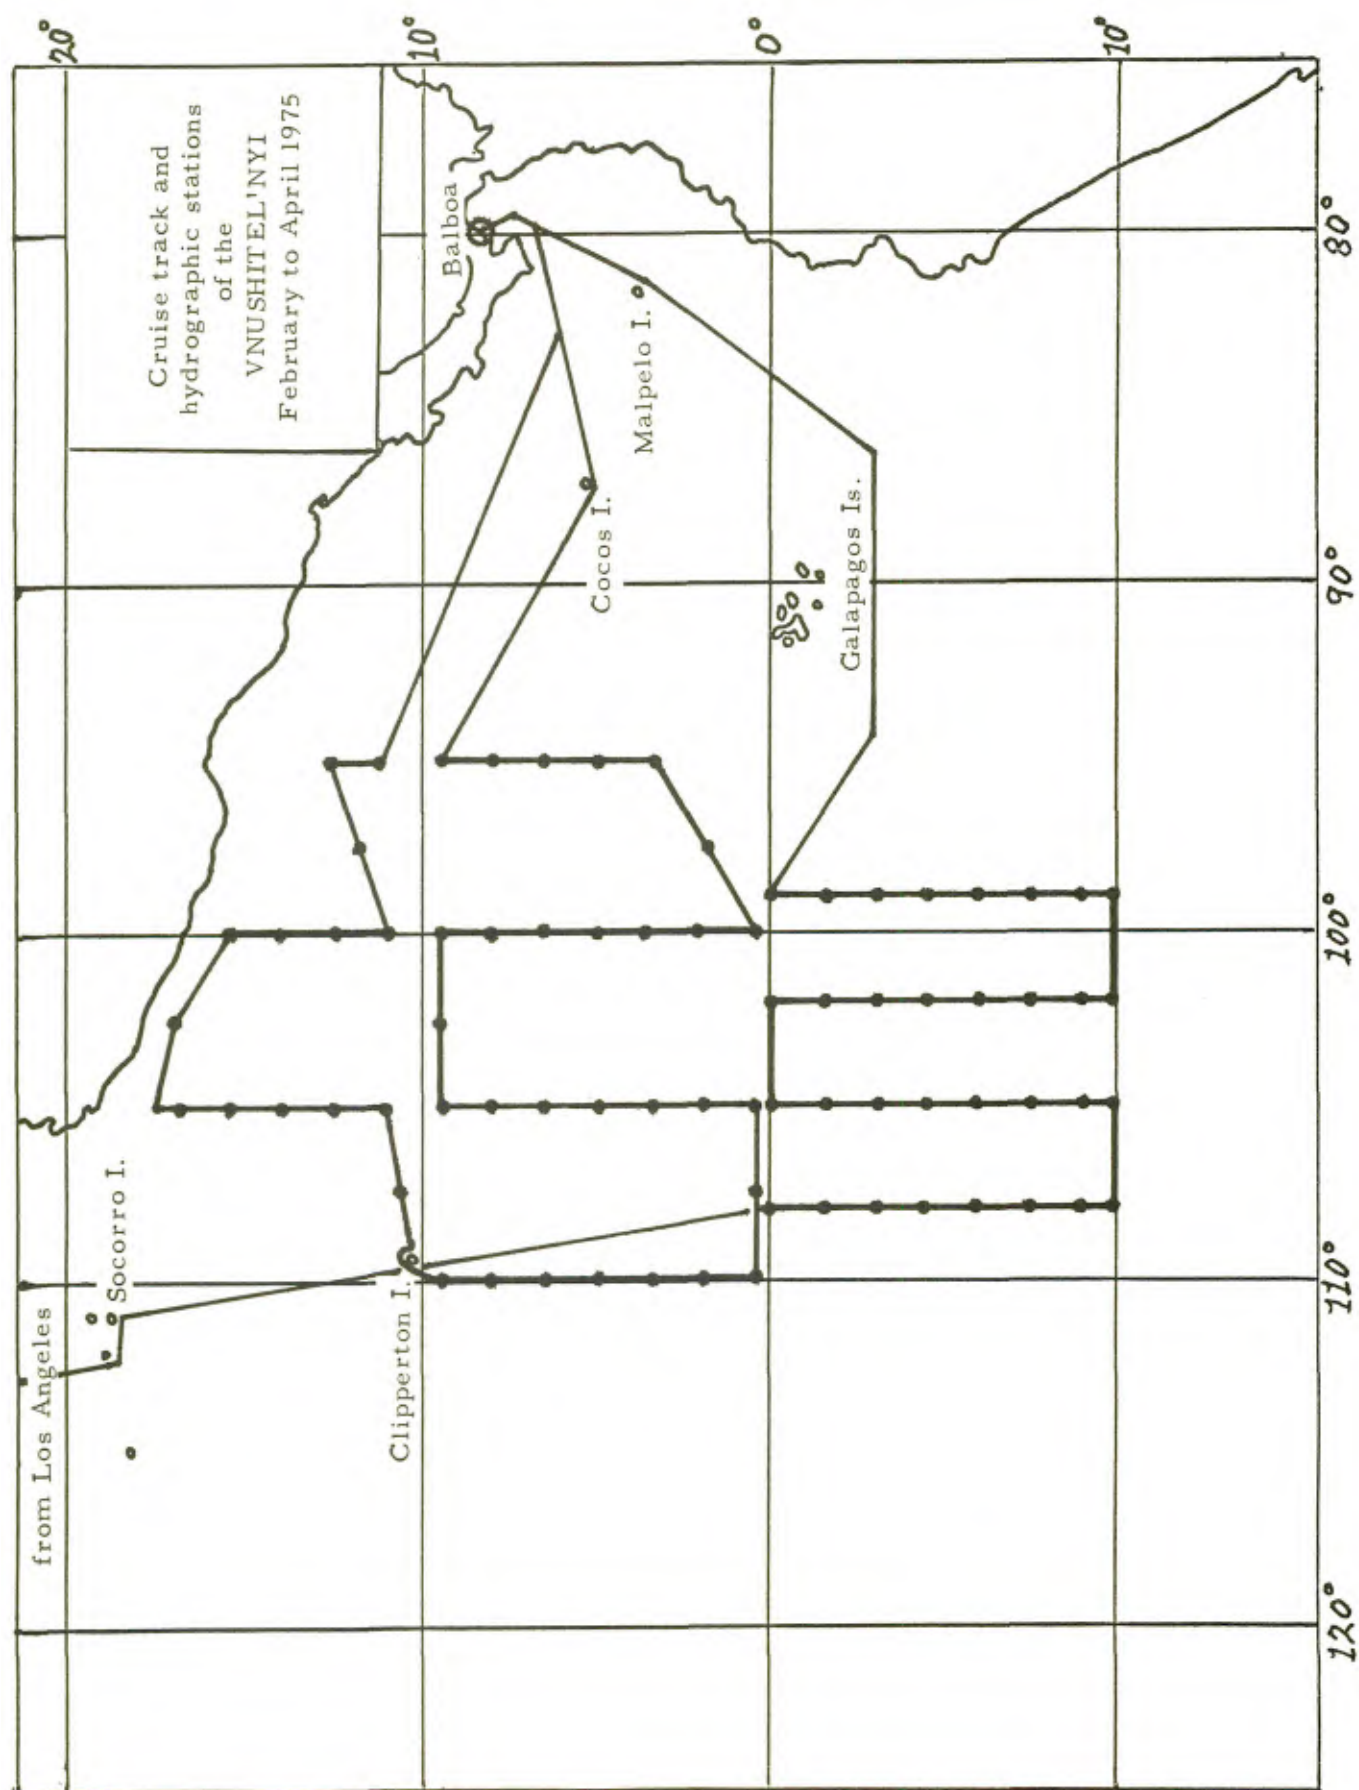 Cruise track and
hydrographic stations
of the
VNUSHITEL'NYI
February to April 1975
from Los Angeles
Socorro I.
Clipperton I.
Balboa
Cocos I.
Malpelo I.
Galapagos Is.
20°
10°
0°
10°
120°
110°
100°
90°
80°